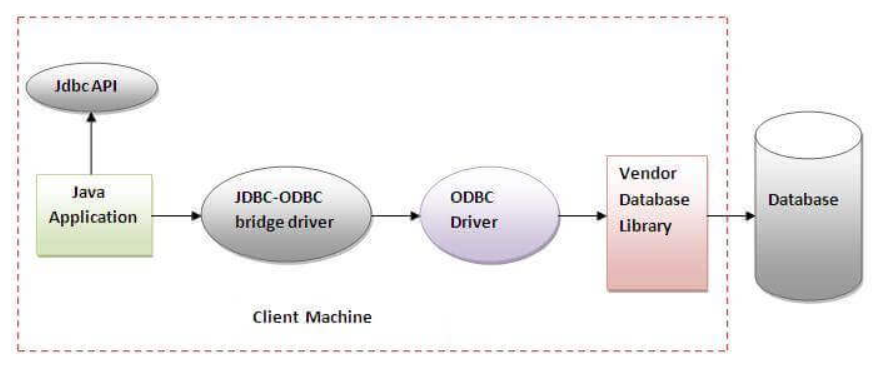 Jdbc API
Java
Application
JDBC-ODBC
bridge driver
ODBC
Driver
Vendor
Database
Library
Database
Client Machine